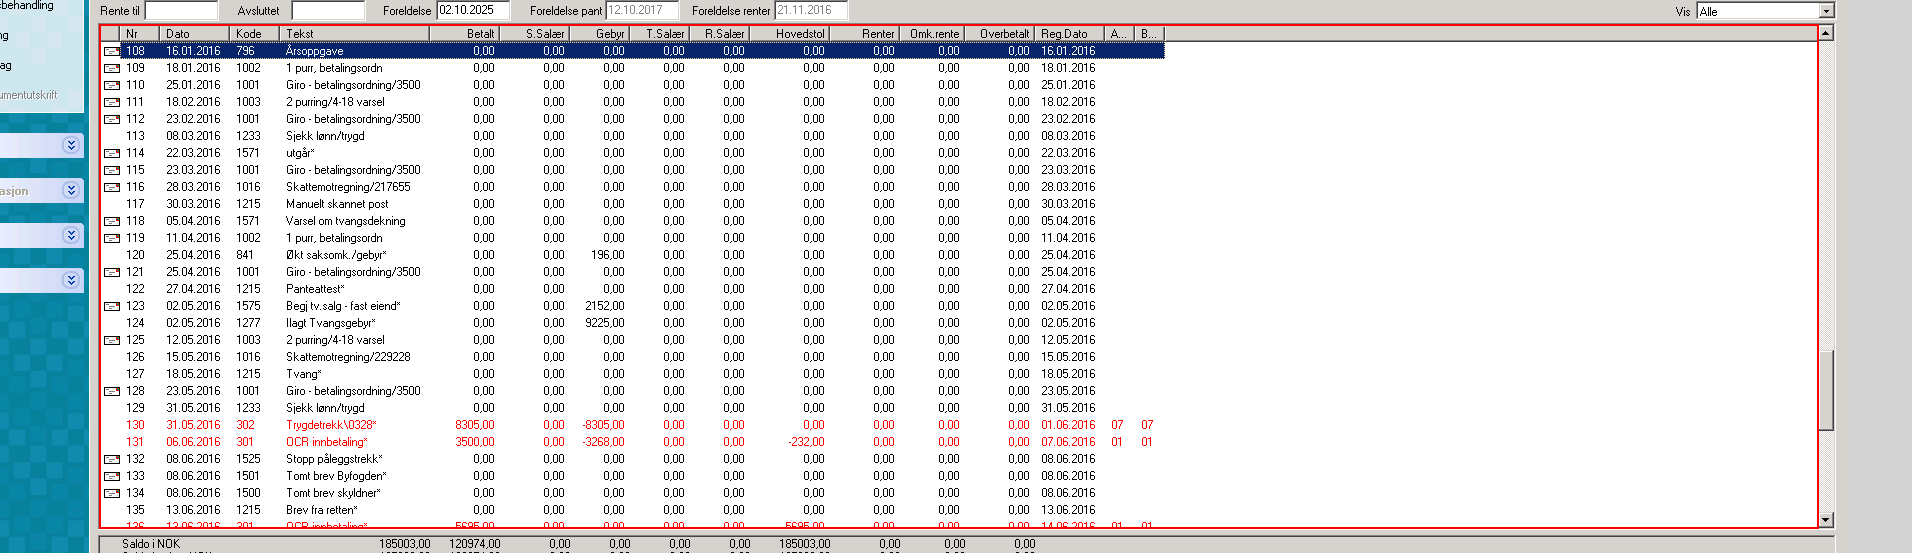 sbehandling
Rente til Avsluttet Foreldelse 02.10.2025 Foreldelse pant 12.10.2017 Foreldelse renter 21.11.2016 Vis Alle
ng
ag
umentutskrift
asjon
Nr Dato Kode Tekst Betalt S.Salær Gebyr T.Salær R.Salær Hovedstol Renter Omk.rente Overbetalt Reg.Dato A... B...
108 16.01.2016 796 Årsoppgave 0,00 0,00 0,00 0,00 0,00 0,00 0,00 0,00 0,00 16.01.2016
109 18.01.2016 1002 1 purr, betalingsordn 0,00 0,00 0,00 0,00 0,00 0,00 0,00 0,00 0,00 18.01.2016
110 25.01.2016 1001 Giro - betalingsordning/3500 0,00 0,00 0,00 0,00 0,00 0,00 0,00 0,00 0,00 25.01.2016
111 18.02.2016 1003 2 purring/4-18 varsel 0,00 0,00 0,00 0,00 0,00 0,00 0,00 0,00 0,00 18.02.2016
112 23.02.2016 1001 Giro - betalingsordning/3500 0,00 0,00 0,00 0,00 0,00 0,00 0,00 0,00 0,00 23.02.2016
113 08.03.2016 1233 Sjekk lønn/trygd 0,00 0,00 0,00 0,00 0,00 0,00 0,00 0,00 0,00 08.03.2016
114 22.03.2016 1571 utgår* 0,00 0,00 0,00 0,00 0,00 0,00 0,00 0,00 0,00 22.03.2016
115 23.03.2016 1001 Giro - betalingsordning/3500 0,00 0,00 0,00 0,00 0,00 0,00 0,00 0,00 0,00 23.03.2016
116 28.03.2016 1016 Skattemotregning/217655 0,00 0,00 0,00 0,00 0,00 0,00 0,00 0,00 0,00 28.03.2016
117 30.03.2016 1215 Manuelt skannet post 0,00 0,00 0,00 0,00 0,00 0,00 0,00 0,00 0,00 30.03.2016
118 05.04.2016 1571 Varsel om tvangsdekning 0,00 0,00 0,00 0,00 0,00 0,00 0,00 0,00 0,00 05.04.2016
119 11.04.2016 1002 1 purr, betalingsordn 0,00 0,00 0,00 0,00 0,00 0,00 0,00 0,00 0,00 11.04.2016
120 25.04.2016 841 Økt saksomk./gebyr* 0,00 0,00 196,00 0,00 0,00 0,00 0,00 0,00 0,00 25.04.2016
121 25.04.2016 1001 Giro - betalingsordning/3500 0,00 0,00 0,00 0,00 0,00 0,00 0,00 0,00 0,00 25.04.2016
122 27.04.2016 1215 Panteattest* 0,00 0,00 0,00 0,00 0,00 0,00 0,00 0,00 0,00 27.04.2016
123 02.05.2016 1575 Begj tv.salg - fast eiend* 0,00 0,00 2152,00 0,00 0,00 0,00 0,00 0,00 0,00 02.05.2016
124 02.05.2016 1277 Ilagt Tvangsgebyr* 0,00 0,00 9225,00 0,00 0,00 0,00 0,00 0,00 0,00 02.05.2016
125 12.05.2016 1003 2 purring/4-18 varsel 0,00 0,00 0,00 0,00 0,00 0,00 0,00 0,00 0,00 12.05.2016
126 15.05.2016 1016 Skattemotregning/229228 0,00 0,00 0,00 0,00 0,00 0,00 0,00 0,00 0,00 15.05.2016
127 18.05.2016 1215 Tvang* 0,00 0,00 0,00 0,00 0,00 0,00 0,00 0,00 0,00 18.05.2016
128 23.05.2016 1001 Giro - betalingsordning/3500 0,00 0,00 0,00 0,00 0,00 0,00 0,00 0,00 0,00 23.05.2016
129 31.05.2016 1233 Sjekk lønn/trygd 0,00 0,00 0,00 0,00 0,00 0,00 0,00 0,00 0,00 31.05.2016
130 31.05.2016 302 Trygdetrekk\0328* 8305,00 0,00 -8305,00 0,00 0,00 0,00 0,00 0,00 0,00 01.06.2016 07 07
131 06.06.2016 301 OCR innbetaling* 3500,00 0,00 -3268,00 0,00 0,00 -232,00 0,00 0,00 0,00 07.06.2016 01 01
132 08.06.2016 1525 Stopp påleggstrekk* 0,00 0,00 0,00 0,00 0,00 0,00 0,00 0,00 0,00 08.06.2016
133 08.06.2016 1501 Tomt brev Byfogden* 0,00 0,00 0,00 0,00 0,00 0,00 0,00 0,00 0,00 08.06.2016
134 08.06.2016 1500 Tomt brev skyldner* 0,00 0,00 0,00 0,00 0,00 0,00 0,00 0,00 0,00 08.06.2016
135 13.06.2016 1215 Brev fra retten* 0,00 0,00 0,00 0,00 0,00 0,00 0,00 0,00 0,00 13.06.2016
136 13.06.2016 301 OCR innbetaling* 5695,00 0,00 0,00 0,00 0,00 5695,00 0,00 0,00 0,00 14.06.2016 01 01
Saldo i NOK 185003,00 120974,00 0,00 0,00 0,00 0,00 185003,00 0,00 0,00 0,00